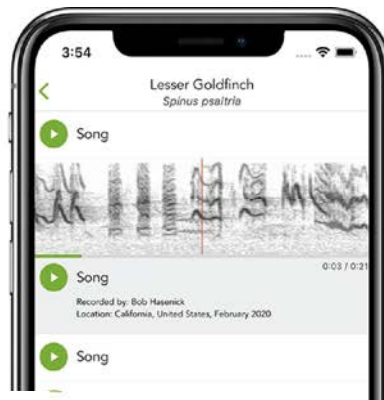 3:54
Lesser Goldfinch
Spinus psaltria
Song
0:03 / 0:21
Song
Recorded by: Bob Hasenick
Location: California, United States, February 2020
Song